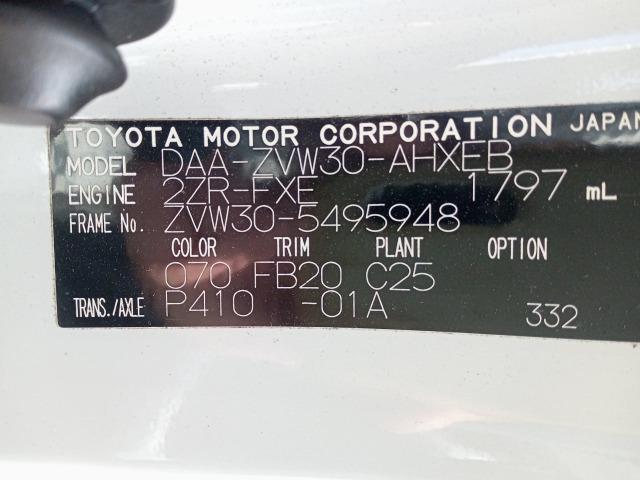 TOYOTA MOTOR CORPORATION JAPAN
MODEL DAA-ZVW30-AHXEB
ENGINE 2ZR-FXE 1797 mL
FRAME No. ZVW30-5495948
COLOR TRIM PLANT OPTION
070 FB20 C25
TRANS./AXLE P410 -01A 332